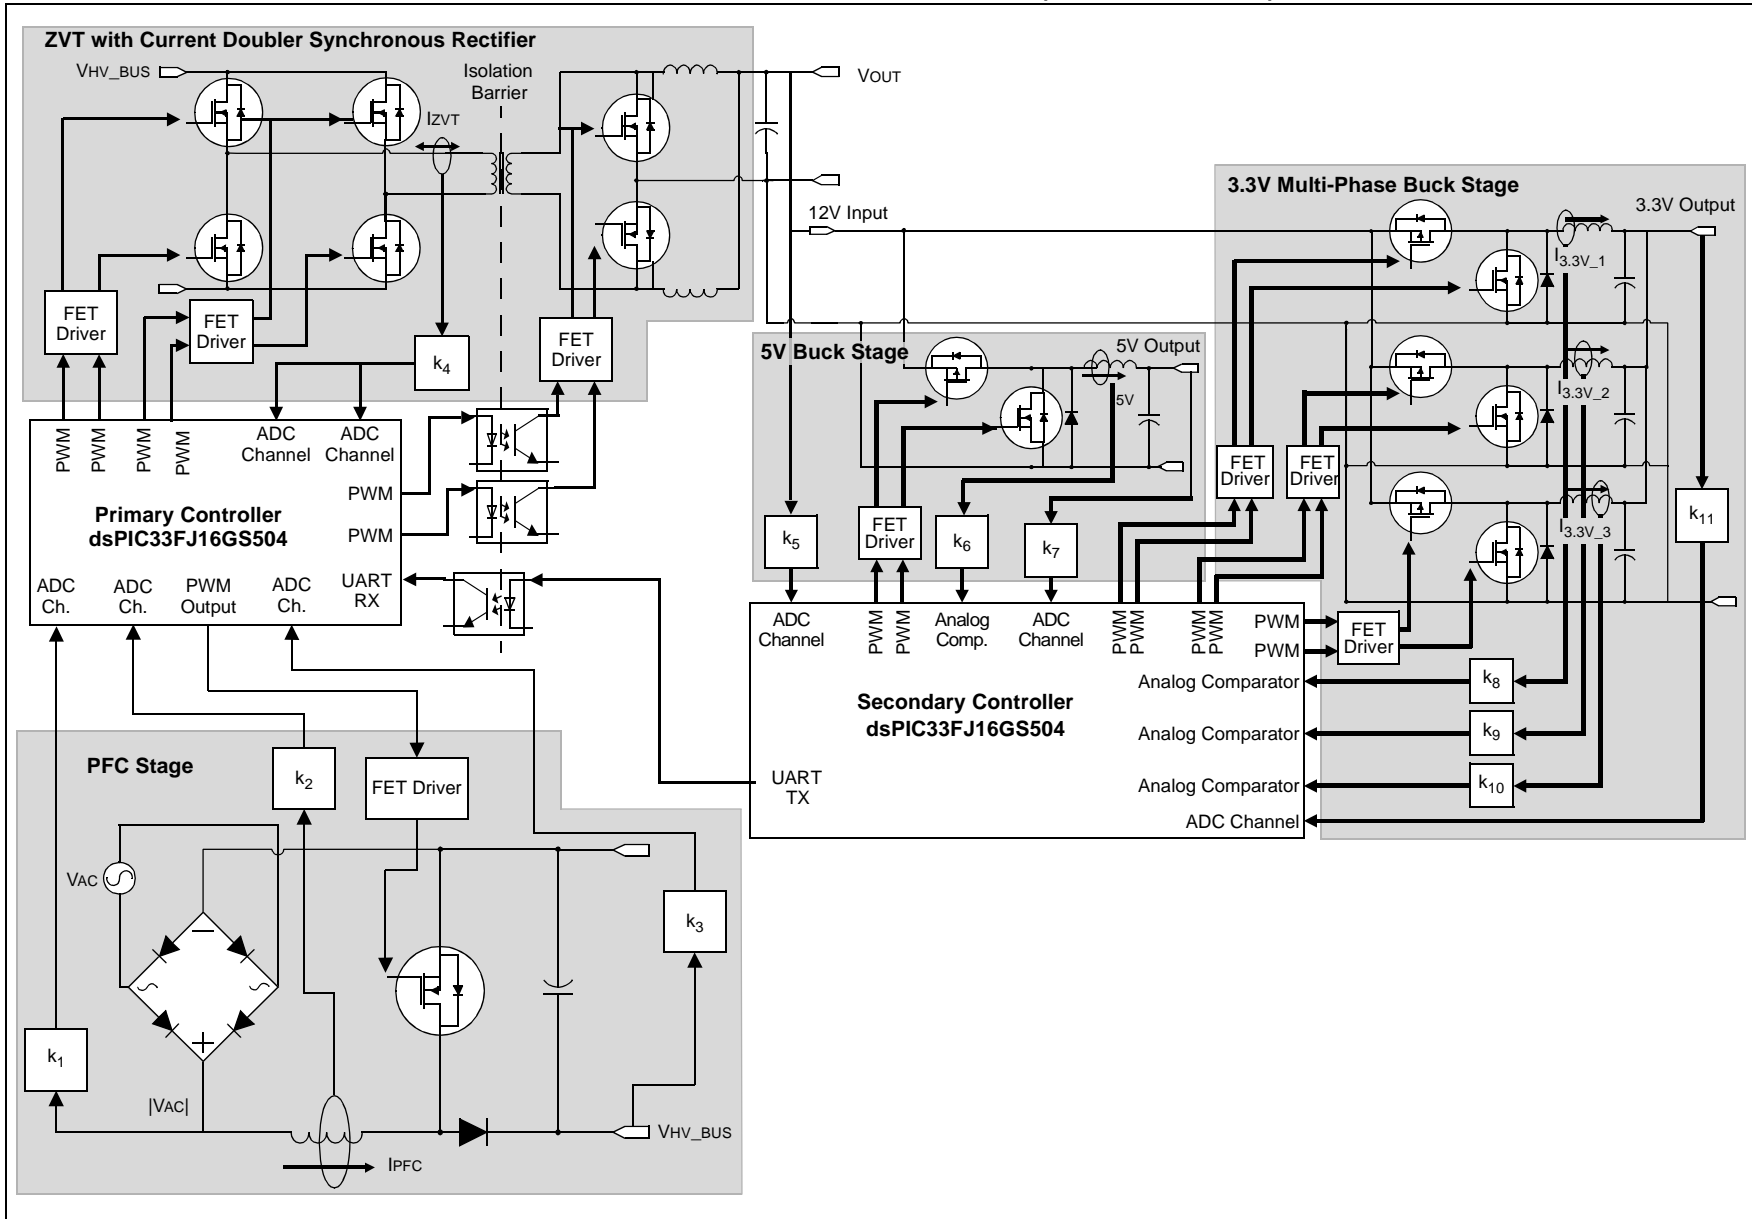 ZVT with Current Doubler Synchronous Rectifier
VHV_BUS
Isolation
Barrier
IZVT
VOUT
FET
Driver
FET
Driver
k4
FET
Driver
12V Input
3.3V Multi-Phase Buck Stage
3.3V Output
I3.3V_1
I3.3V_2
I3.3V_3
FET
Driver
FET
Driver
k11
5V Buck Stage
5V Output
5V
k5
FET
Driver
k6
k7
PWM
PWM
PWM
PWM
ADC
Channel
ADC
Channel
PWM
PWM
Primary Controller
dsPIC33FJ16GS504
ADC
Ch.
ADC
Ch.
PWM
Output
ADC
Ch.
UART
RX
ADC
Channel
PWM
PWM
Analog
Comp.
ADC
Channel
PWM
PWM
PWM
PWM
PWM
PWM
FET
Driver
Analog Comparator
k8
Secondary Controller
dsPIC33FJ16GS504
Analog Comparator
k9
UART
TX
Analog Comparator
k10
ADC Channel
PFC Stage
k2
FET Driver
VAC
k3
k1
|VAC|
VHV_BUS
IPFC